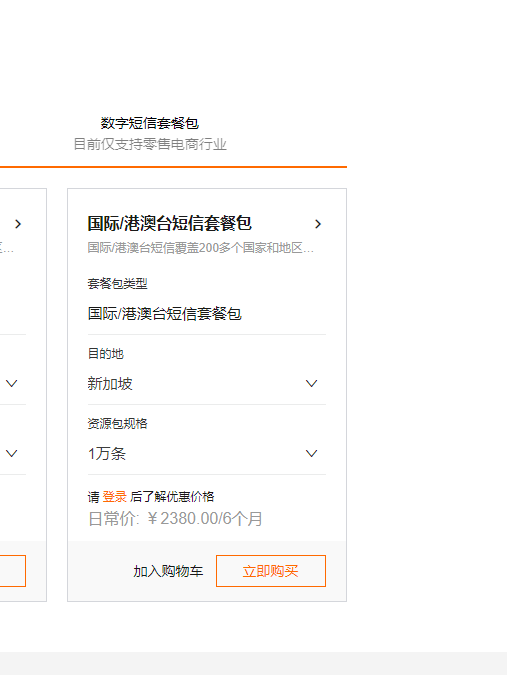 数字短信套餐包
目前仅支持零售电商行业
国际/港澳台短信套餐包
区...
国际/港澳台短信覆盖200多个国家和地区...
套餐包类型
国际/港澳台短信套餐包
目的地
新加坡
资源包规格
1万条
请 登录 后了解优惠价格
日常价: ¥2380.00/6个月
加入购物车
立即购买